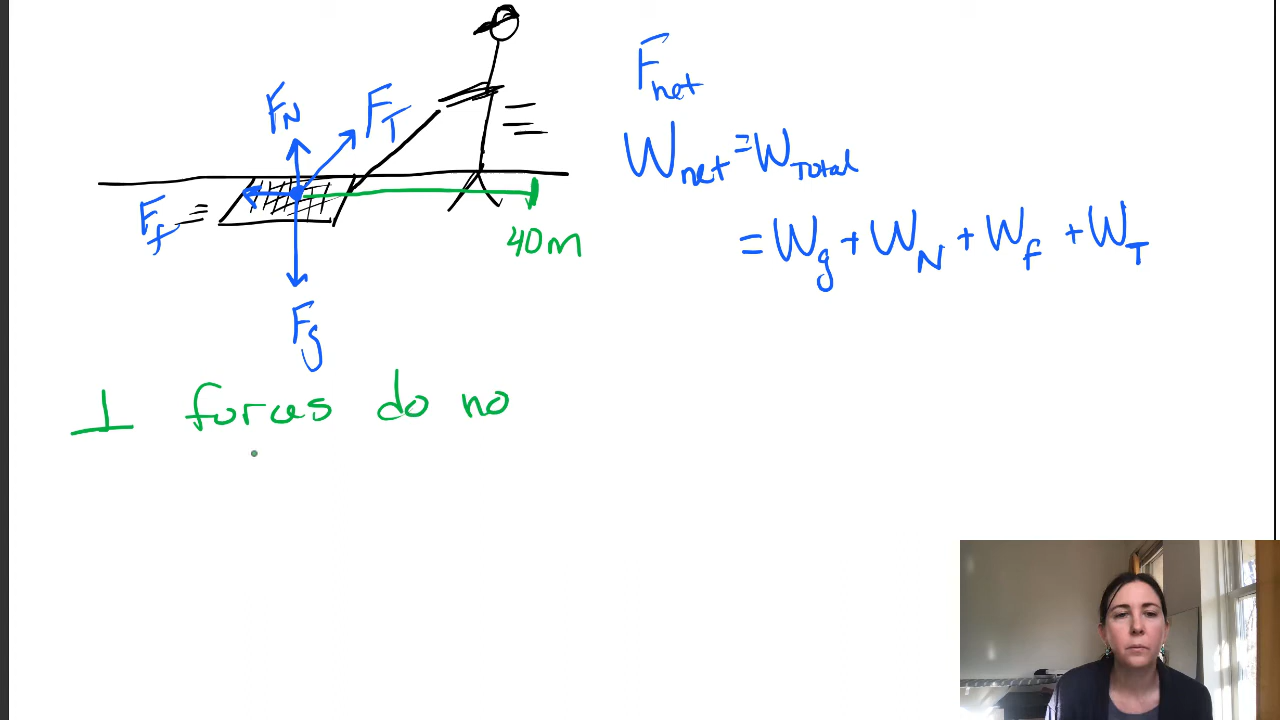 F_N
F_T
F_net
W_net = W_Total
F_f
40m
= W_g + W_N + W_f + W_T
F_g
⊥ forces do no